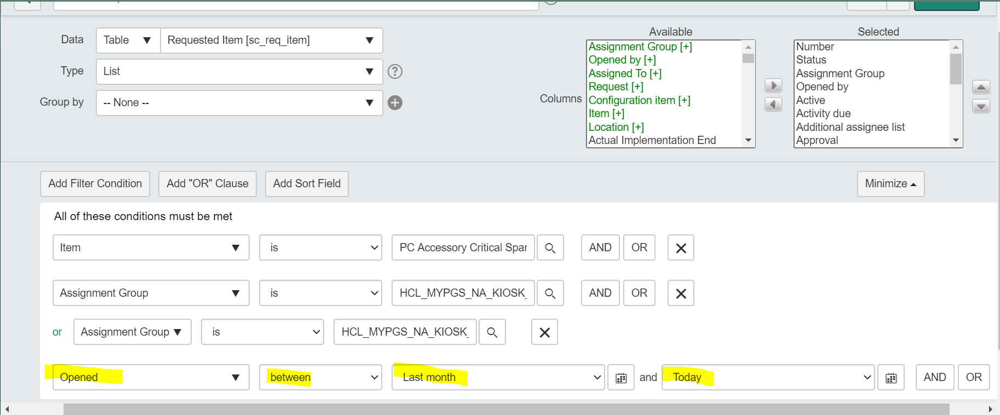 Available Selected
Data Table Requested Item [sc_req_item]
Type List ?
Group by -- None --
Columns
Assignment Group [+]
Opened by [+]
Assigned To [+]
Request [+]
Configuration item [+]
Item [+]
Location [+]
Actual Implementation End
Number
Status
Assignment Group
Opened by
Active
Activity due
Additional assignee list
Approval
Add Filter Condition Add "OR" Clause Add Sort Field Minimize
All of these conditions must be met
Item is PC Accessory Critical Spar AND OR
Assignment Group is HCL_MYPGS_NA_KIOSK_ AND OR
or Assignment Group is HCL_MYPGS_NA_KIOSK_
Opened between Last month and Today AND OR